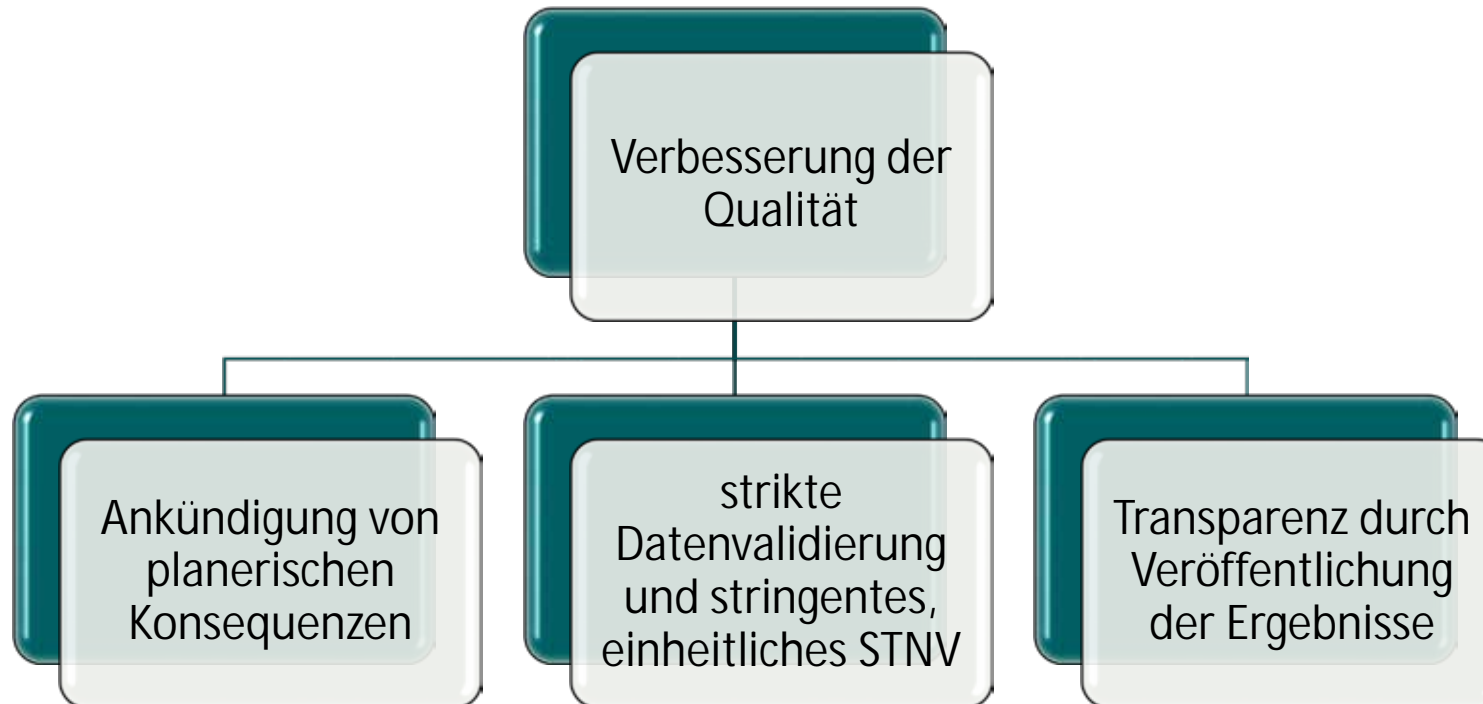 Verbesserung der
Qualität
Ankündigung von
planerischen
Konsequenzen
strikte
Datenvalidierung
und stringentes,
einheitliches STNV
Transparenz durch
Veröffentlichung
der Ergebnisse